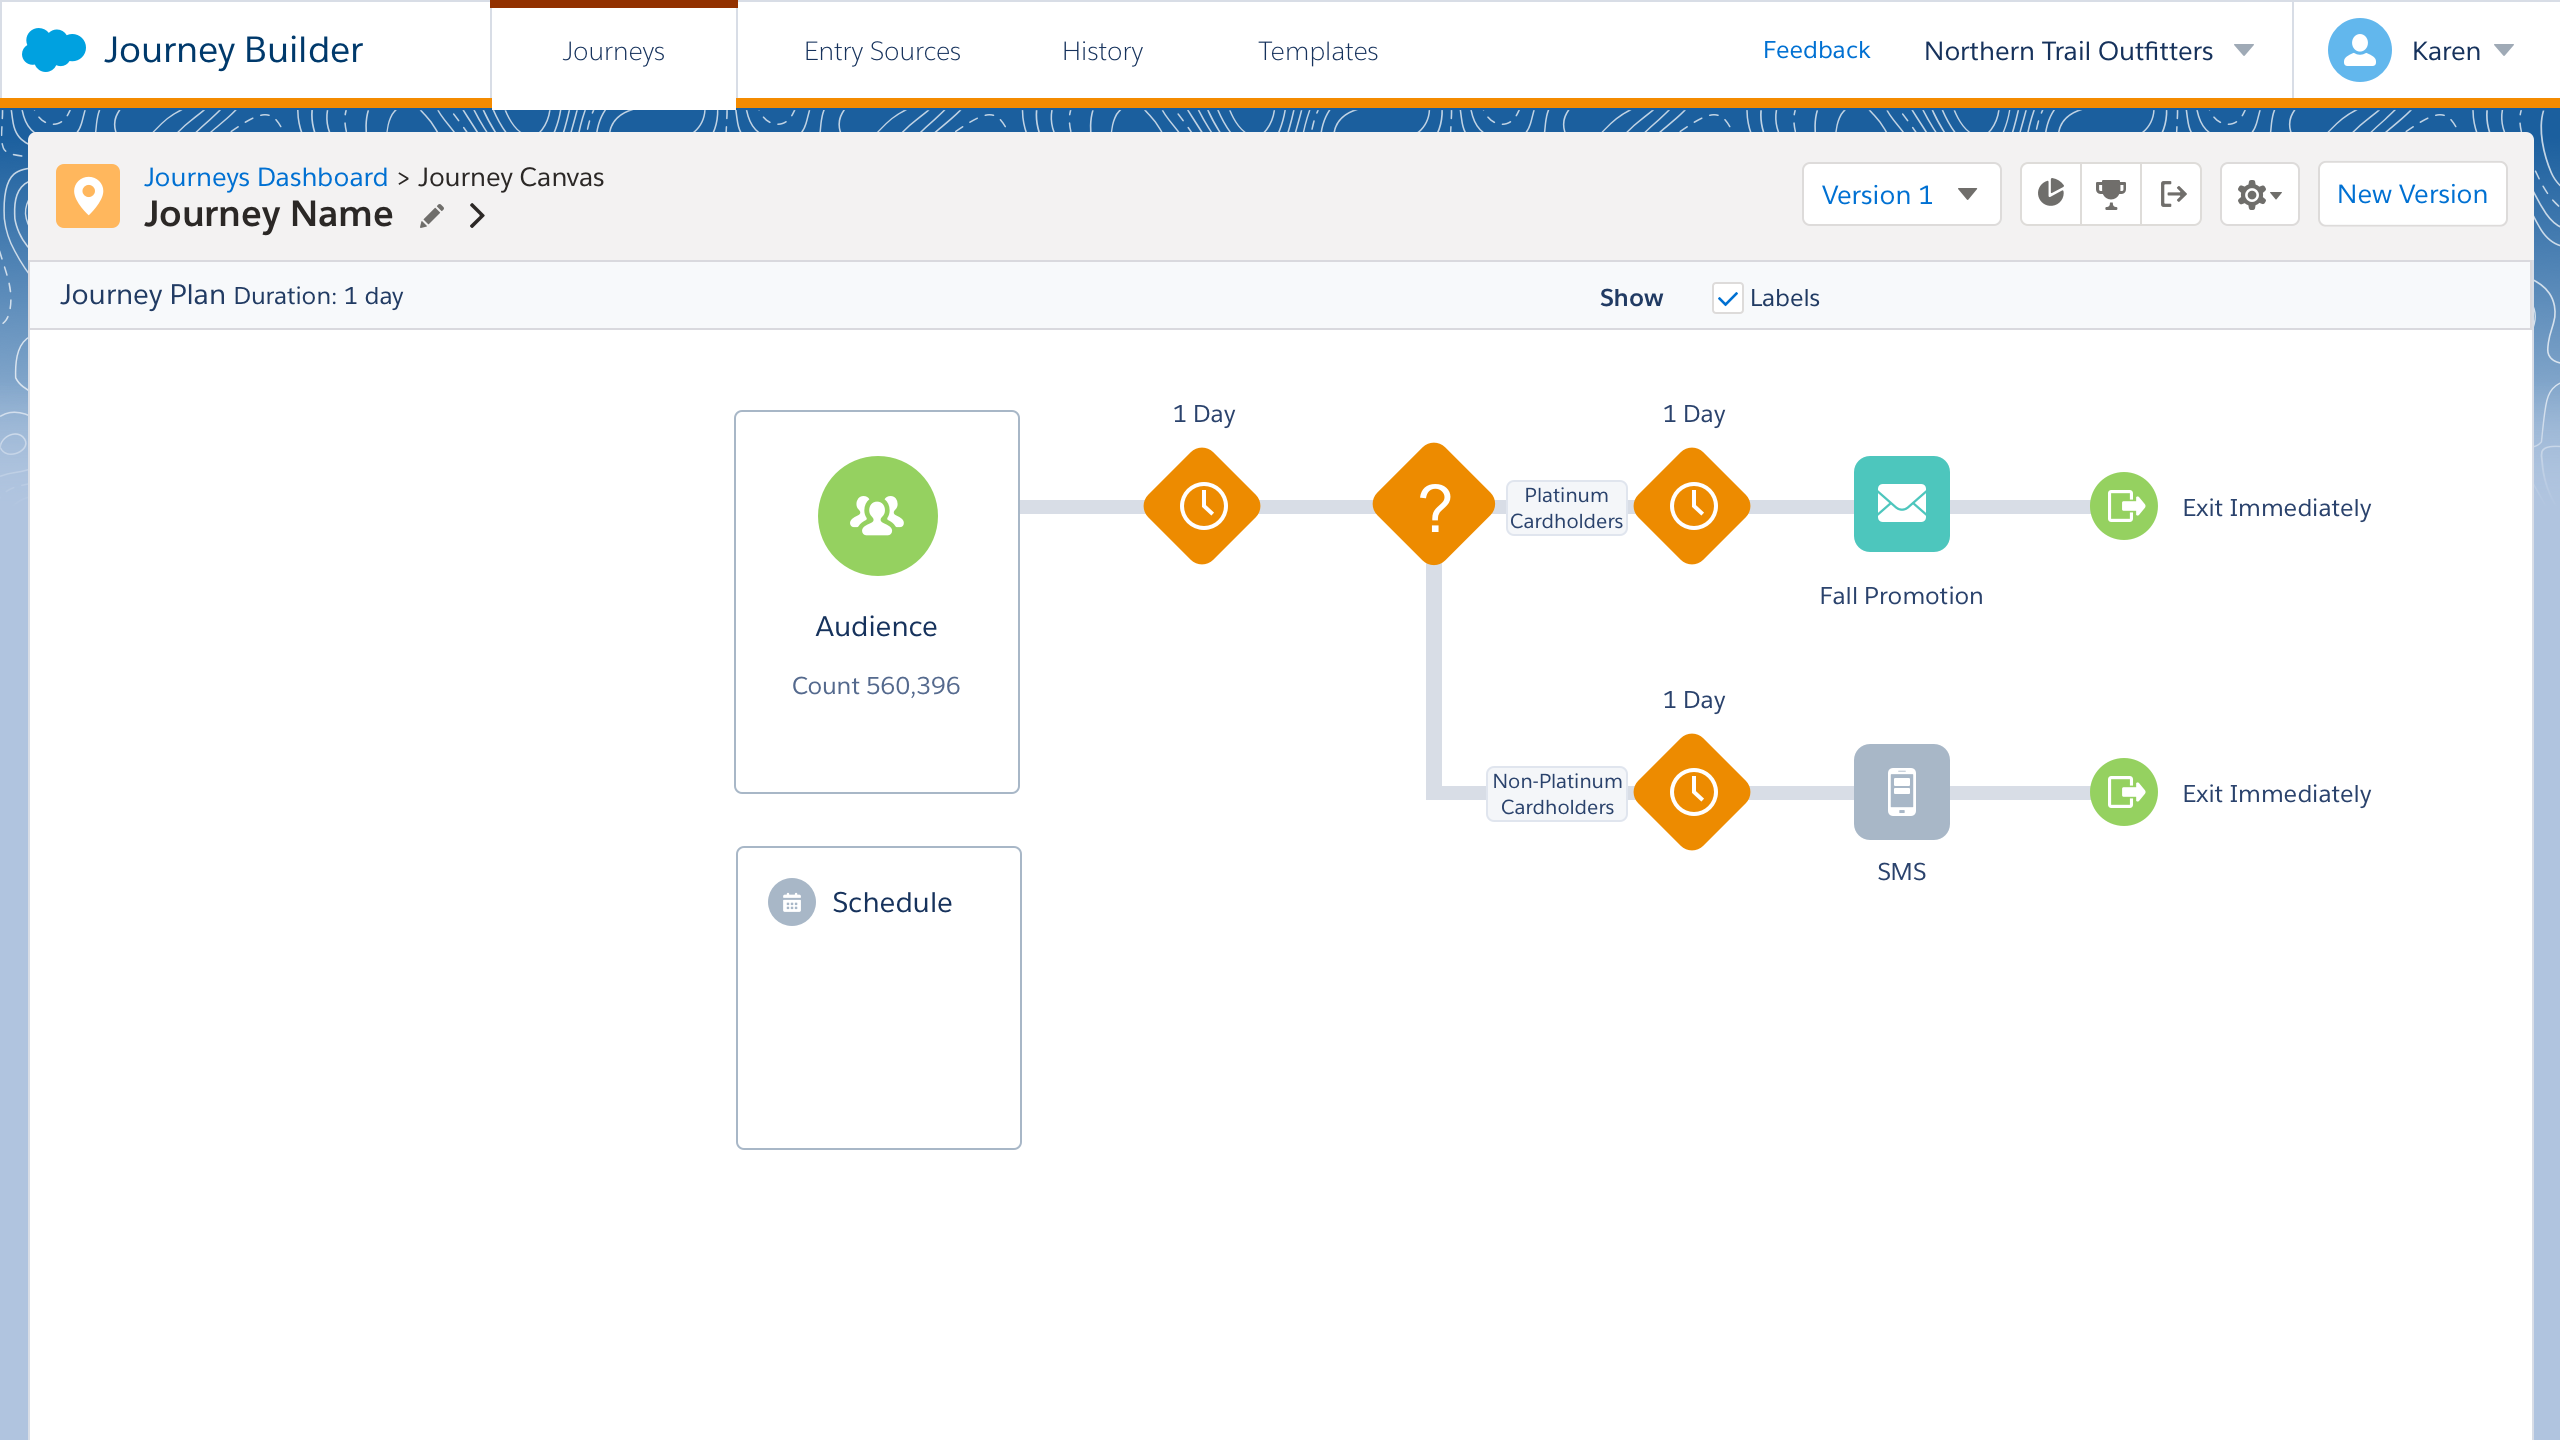 Journey Builder
Journeys
Entry Sources
History
Templates
Feedback
Northern Trail Outfitters
Karen
Journeys Dashboard > Journey Canvas
Journey Name
Version 1
New Version
Journey Plan Duration: 1 day
Show
Labels
1 Day
1 Day
?
Platinum
Cardholders
Exit Immediately
Fall Promotion
Audience
Count 560,396
1 Day
Non-Platinum
Cardholders
Exit Immediately
SMS
Schedule